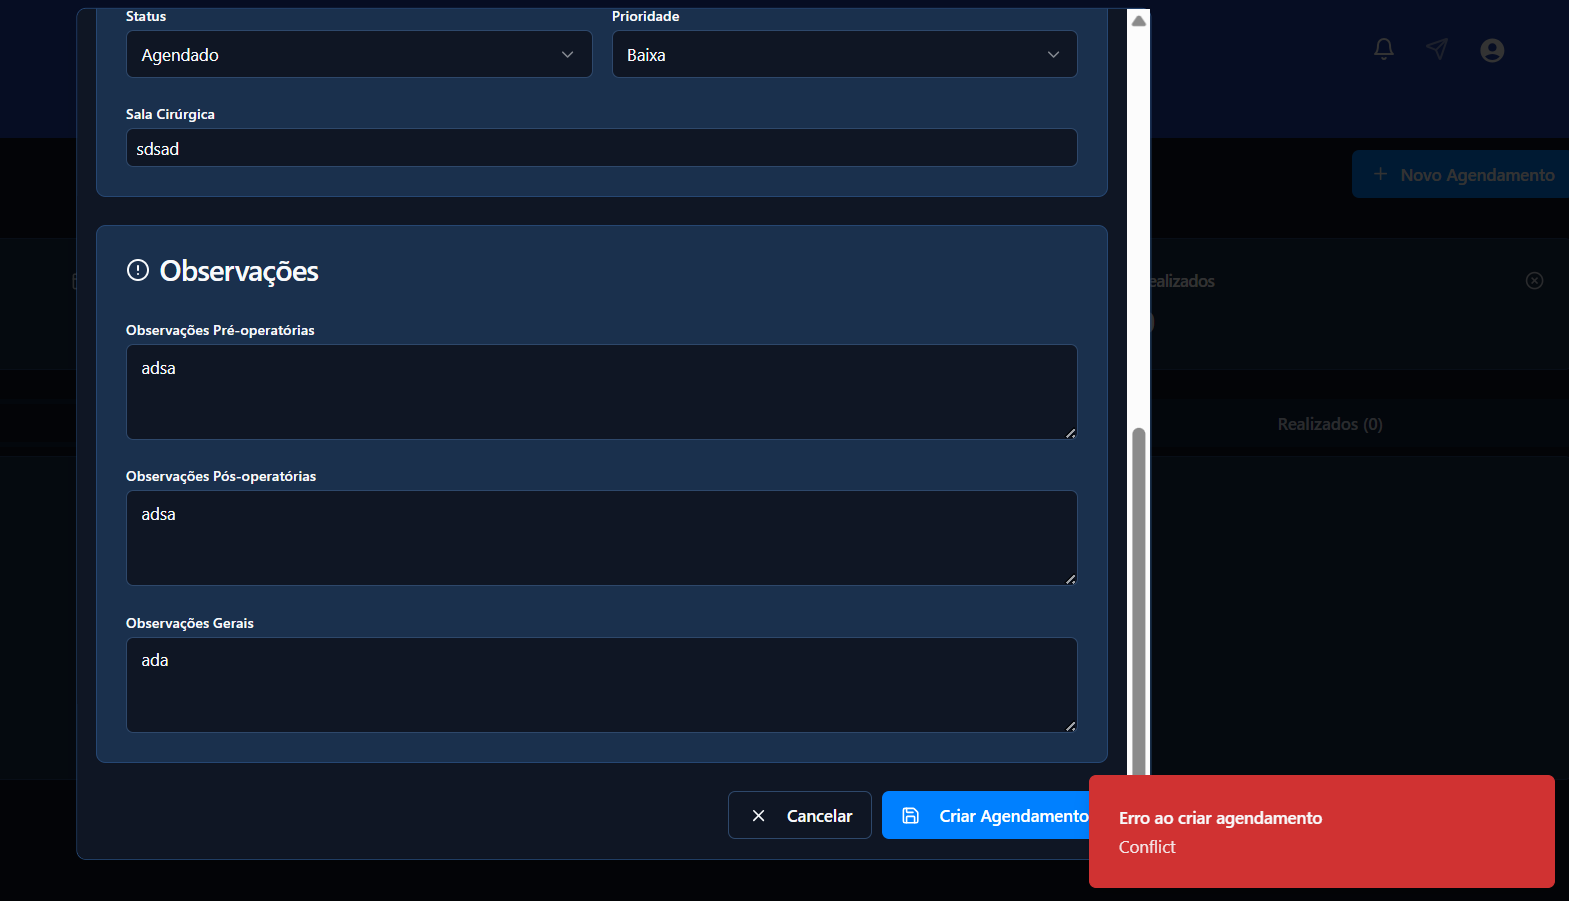 Status
Prioridade
Agendado
Baixa
Sala Cirúrgica
sdsad
Novo Agendamento
Observações
ealizados
Observações Pré-operatórias
adsa
Realizados (0)
Observações Pós-operatórias
adsa
Observações Gerais
ada
Cancelar
Criar Agendamento
Erro ao criar agendamento
Conflict